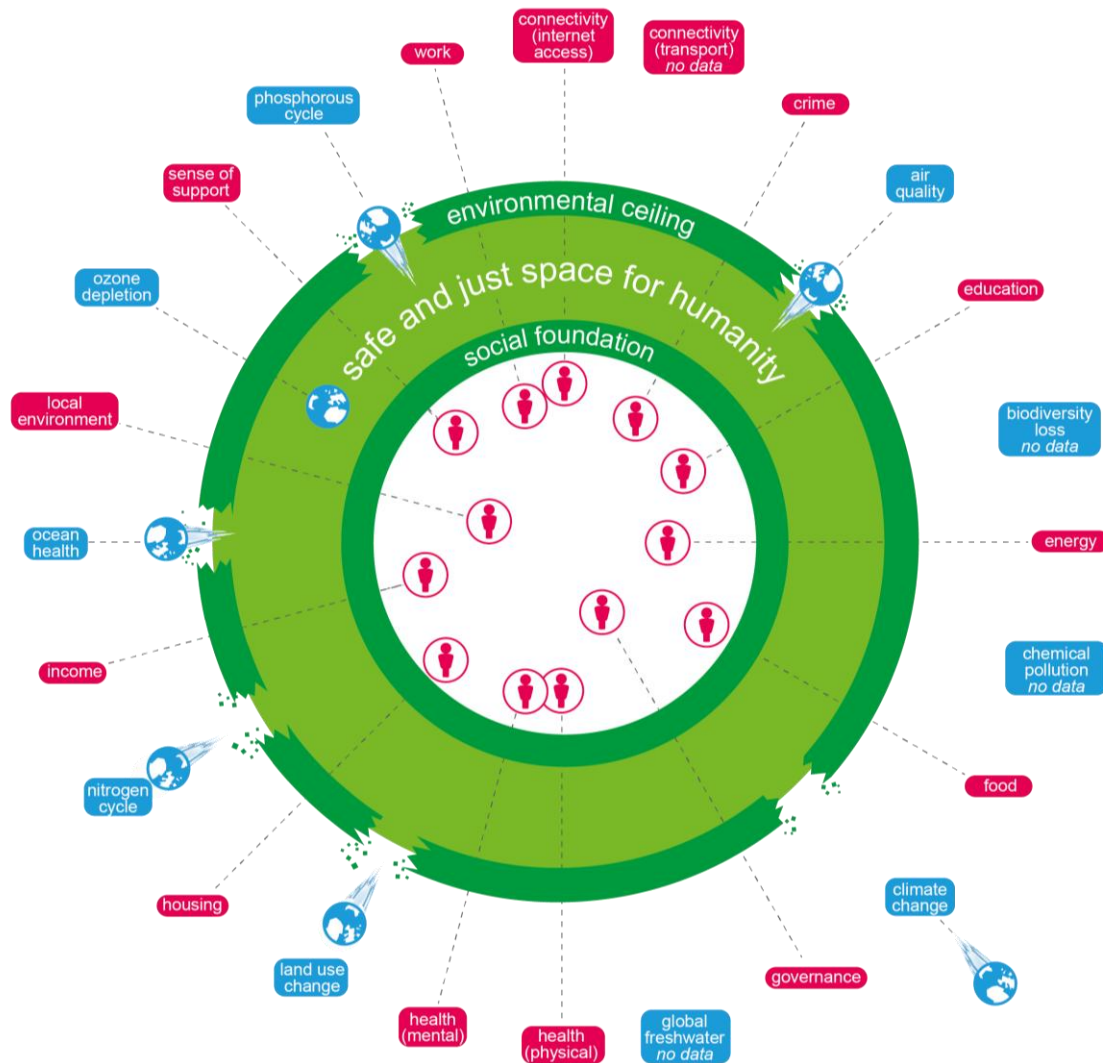 connectivity
(internet
access)
connectivity
(transport)
no data
work
crime
phosphorous
cycle
sense of
support
air
quality
environmental ceiling
ozone
depletion
safe and just space for humanity
education
social foundation
local
environment
biodiversity
loss
no data
ocean
health
energy
income
chemical
pollution
no data
nitrogen
cycle
food
housing
climate
change
land use
change
governance
health
(mental)
health
(physical)
global
freshwater
no data